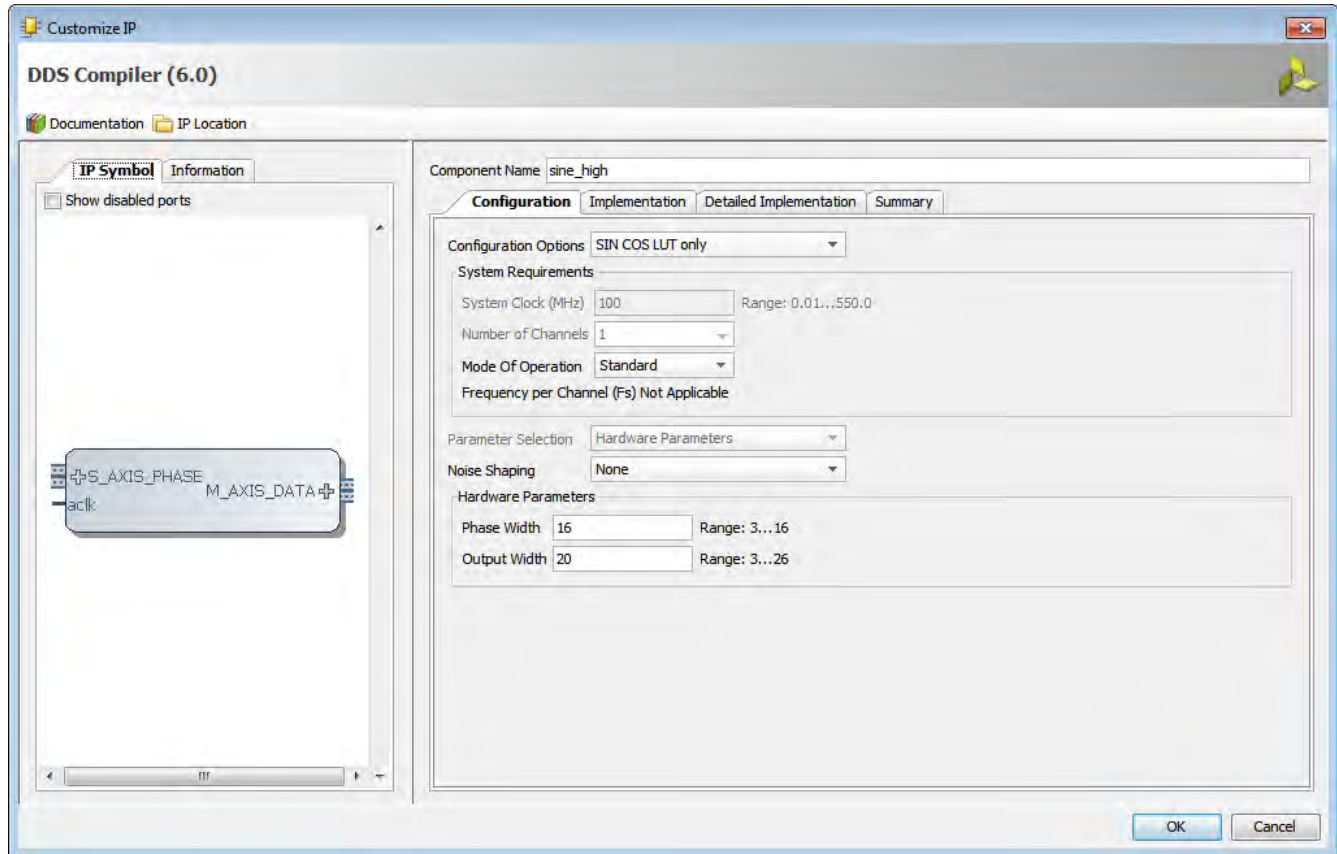 Customize IP
DDS Compiler (6.0)
Documentation IP Location
IP Symbol Information
Show disabled ports
S_AXIS_PHASE
M_AXIS_DATA
aclk
Component Name sine_high
Configuration Implementation Detailed Implementation Summary
Configuration Options SIN COS LUT only
System Requirements
System Clock (MHz) 100 Range: 0.01...550.0
Number of Channels 1
Mode Of Operation Standard
Frequency per Channel (Fs) Not Applicable
Parameter Selection Hardware Parameters
Noise Shaping None
Hardware Parameters
Phase Width 16 Range: 3...16
Output Width 20 Range: 3...26
OK Cancel